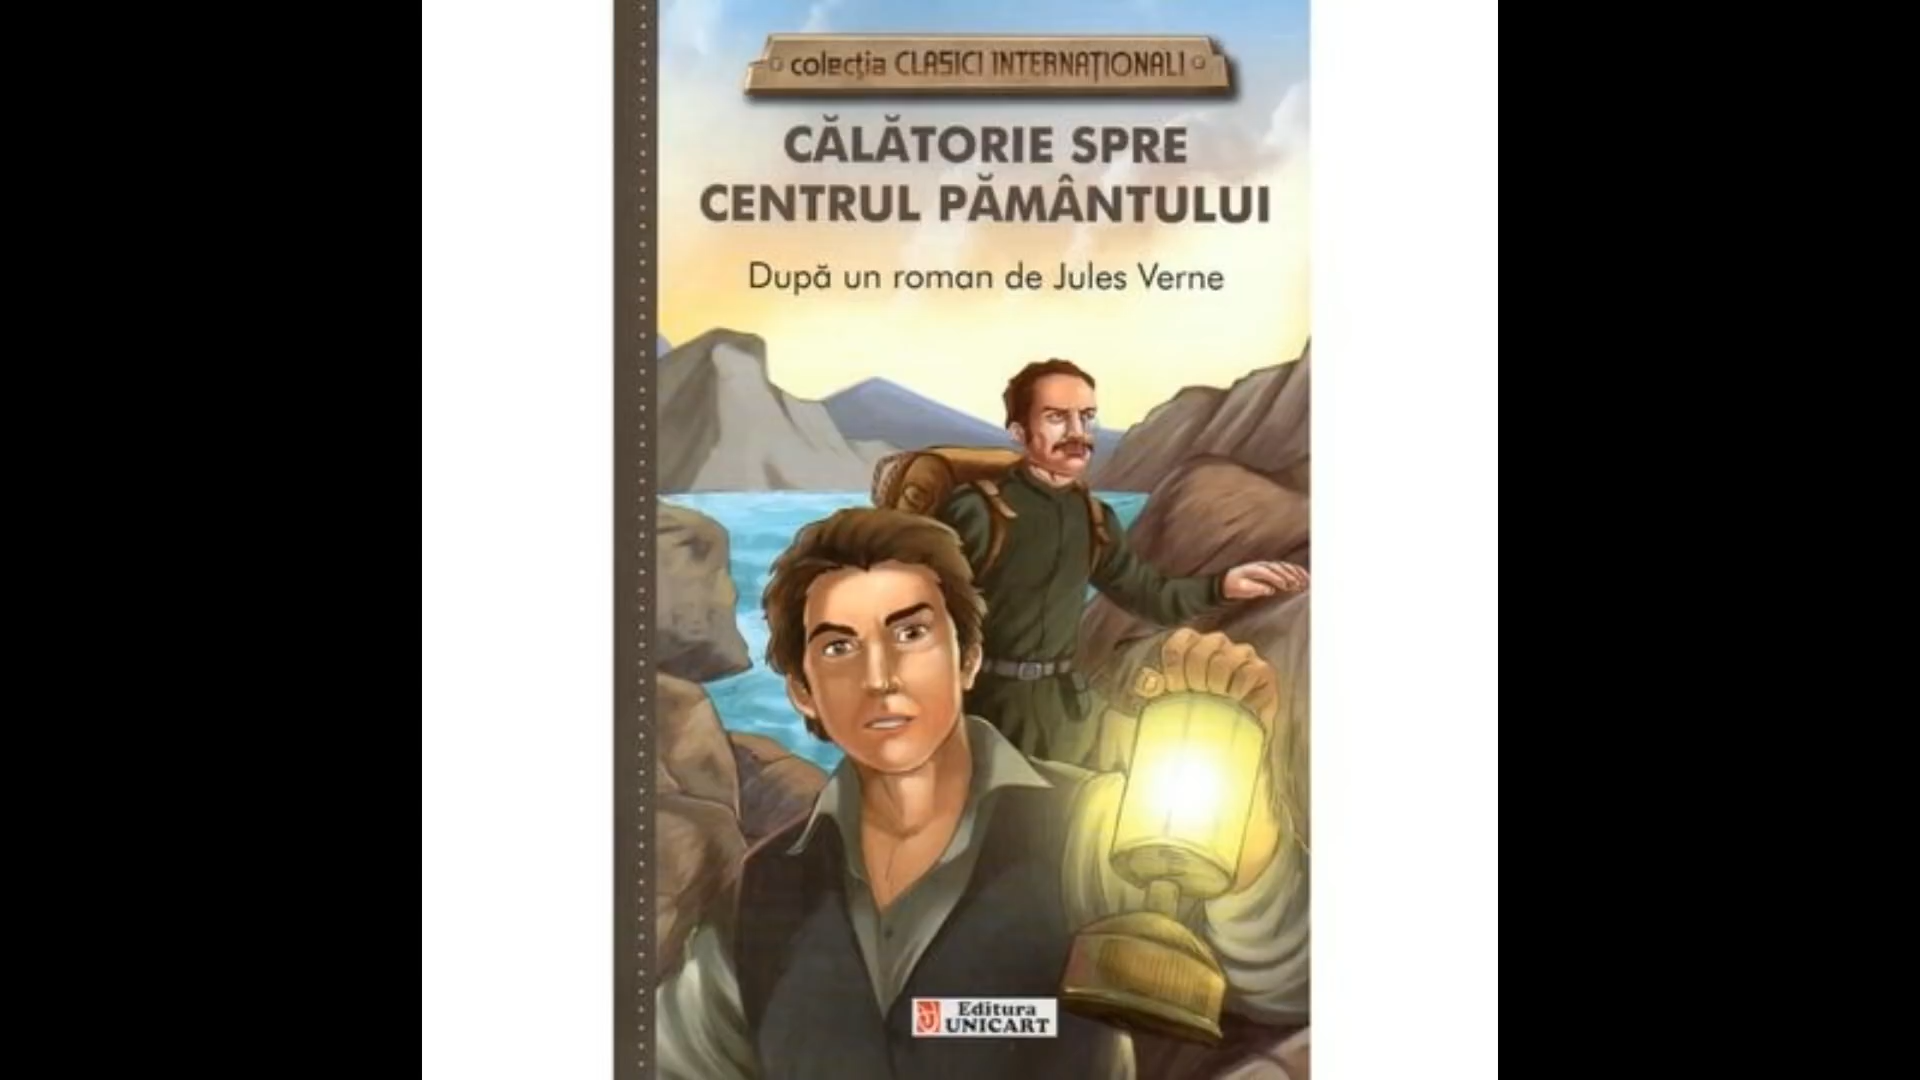 colecția CLASICI INTERNAȚIONALI
CĂLĂTORIE SPRE
CENTRUL PĂMÂNTULUI
După un roman de Jules Verne
Editura
UNICART